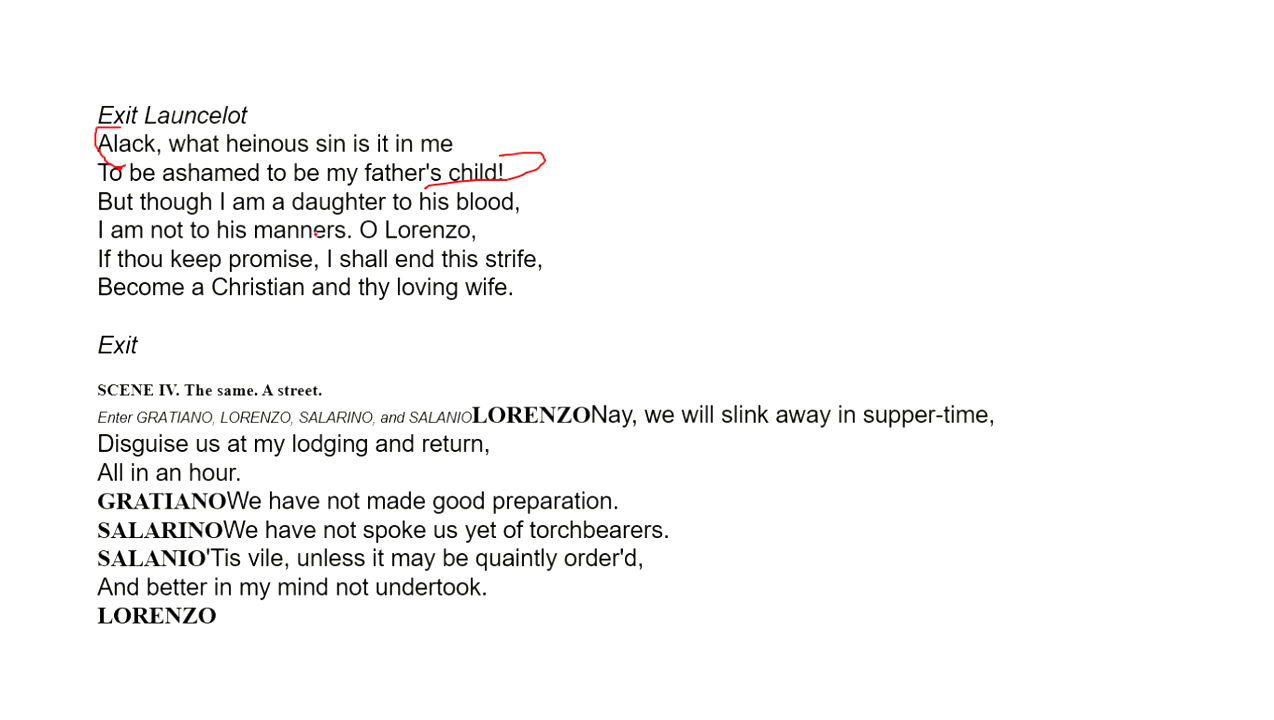 Exit Launcelot
Alack, what heinous sin is it in me
To be ashamed to be my father's child!
But though I am a daughter to his blood,
I am not to his manners. O Lorenzo,
If thou keep promise, I shall end this strife,
Become a Christian and thy loving wife.
Exit
SCENE IV. The same. A street.
Enter GRATIANO, LORENZO, SALARINO, and SALANIOLORENZONay, we will slink away in supper-time,
Disguise us at my lodging and return,
All in an hour.
GRATIANOWe have not made good preparation.
SALARINOWe have not spoke us yet of torchbearers.
SALANIO'Tis vile, unless it may be quaintly order'd,
And better in my mind not undertook.
LORENZO